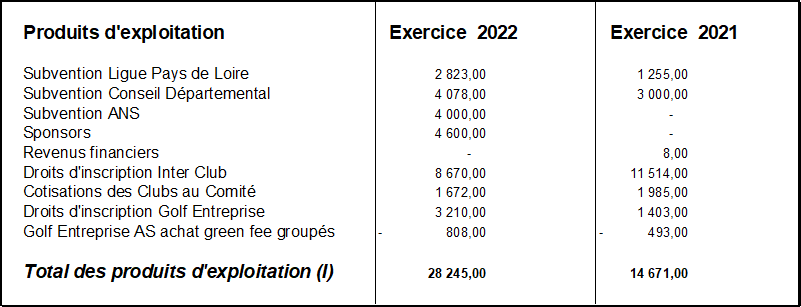 Produits d'exploitation Exercice 2022 Exercice 2021
Subvention Ligue Pays de Loire 2 823,00 1 255,00
Subvention Conseil Départemental 4 078,00 3 000,00
Subvention ANS 4 000,00 -
Sponsors 4 600,00 -
Revenus financiers - 8,00
Droits d'inscription Inter Club 8 670,00 11 514,00
Cotisations des Clubs au Comité 1 672,00 1 985,00
Droits d'inscription Golf Entreprise 3 210,00 1 403,00
Golf Entreprise AS achat green fee groupés - 808,00 - 493,00
Total des produits d'exploitation (I) 28 245,00 14 671,00